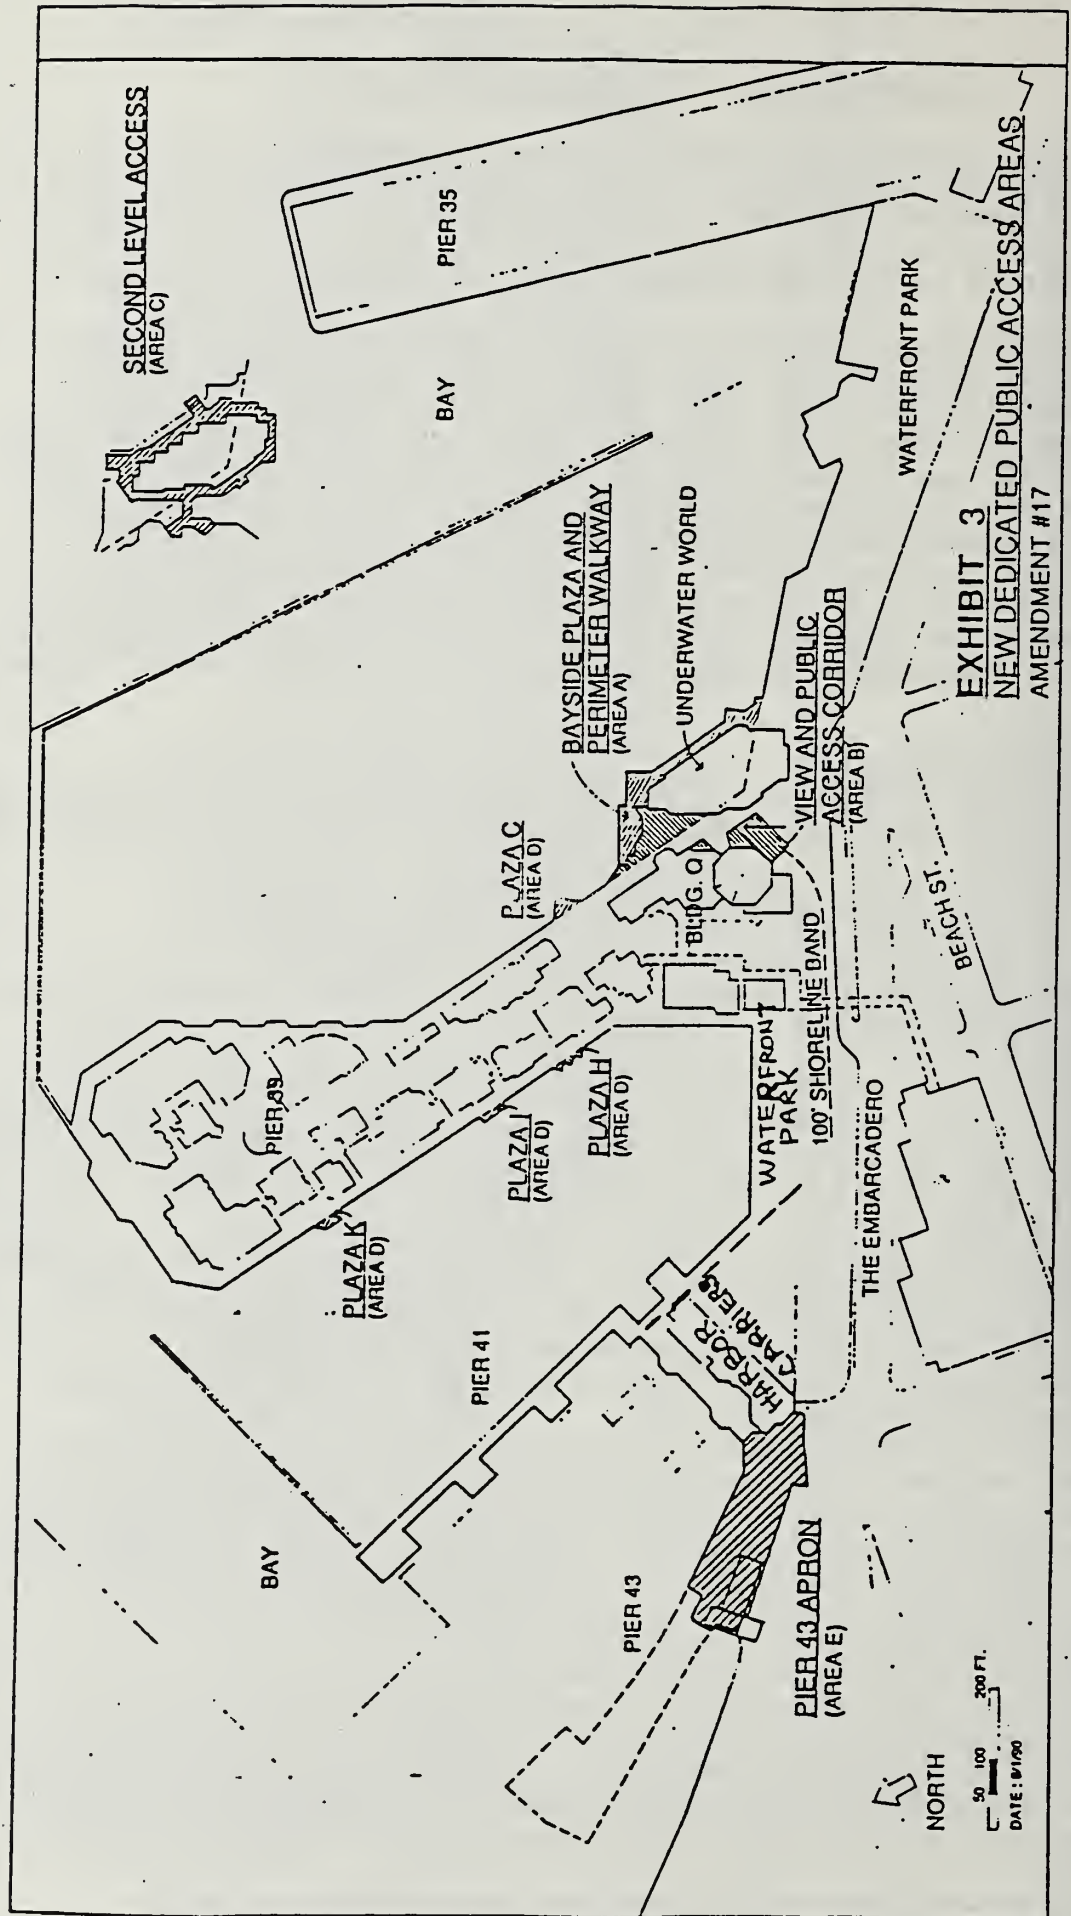 SECOND LEVEL ACCESS
(AREA C)
PIER 35
BAY
WATERFRONT PARK
BAYSIDE PLAZA AND
PERIMETER WALKWAY
(AREA A)
UNDERWATER WORLD
VIEW AND PUBLIC
ACCESS CORRIDOR
(AREA B)
PLAZA C
(AREA D)
BLDG. Q
PIER 39
PLAZA K
(AREA D)
PLAZA I
(AREA D)
PLAZA H
(AREA D)
WATERFRONT
PARK
100' SHORELINE BAND
BEACH ST.
THE EMBARCADERO
PIER 41
HARBOR
CARRIERS
BAY
PIER 43
PIER 43 APRON
(AREA E)
NORTH
50 100 200 FT.
DATE:
EXHIBIT 3
NEW DEDICATED PUBLIC ACCESS AREAS
AMENDMENT #17